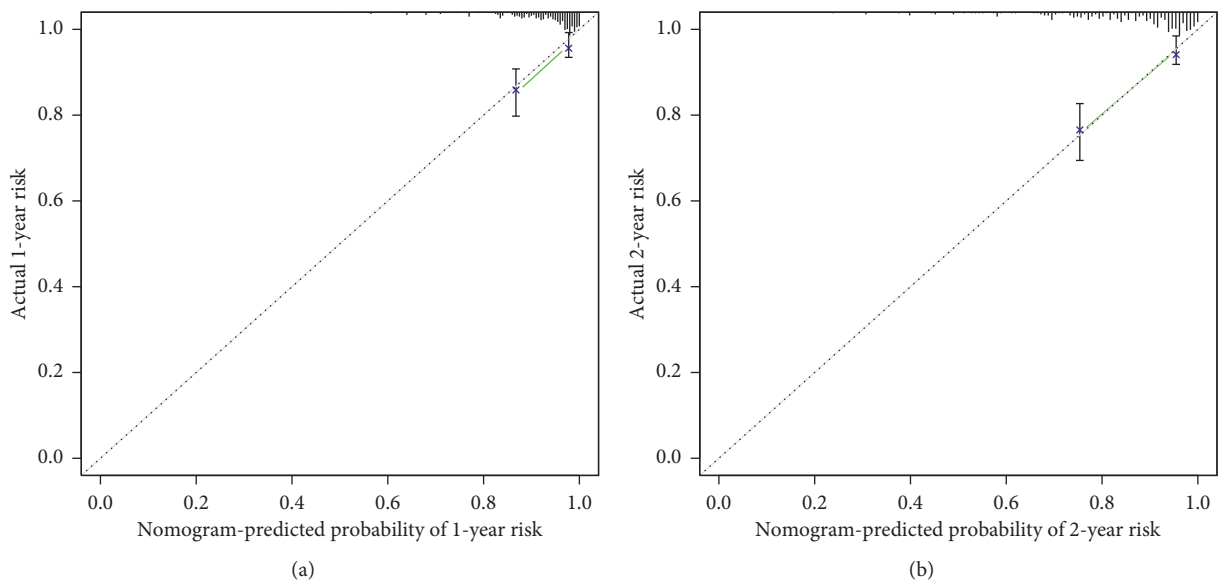 1.0
0.8
0.6
0.4
0.2
0.0
Actual 1-year risk
0.0 0.2 0.4 0.6 0.8 1.0
Nomogram-predicted probability of 1-year risk
(a)
1.0
0.8
0.6
0.4
0.2
0.0
Actual 2-year risk
0.0 0.2 0.4 0.6 0.8 1.0
Nomogram-predicted probability of 2-year risk
(b)